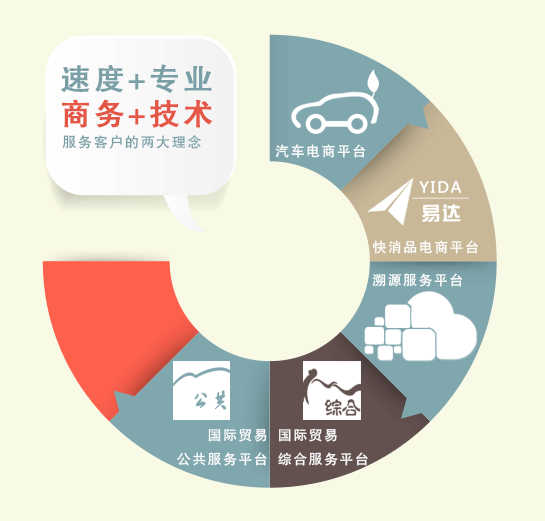 速度+专业
商务+技术
服务客户的两大理念
汽车电商平台
YIDA
易达
快消品电商平台
溯源服务平台
综合
国际贸易
综合服务平台
公共
国际贸易
公共服务平台